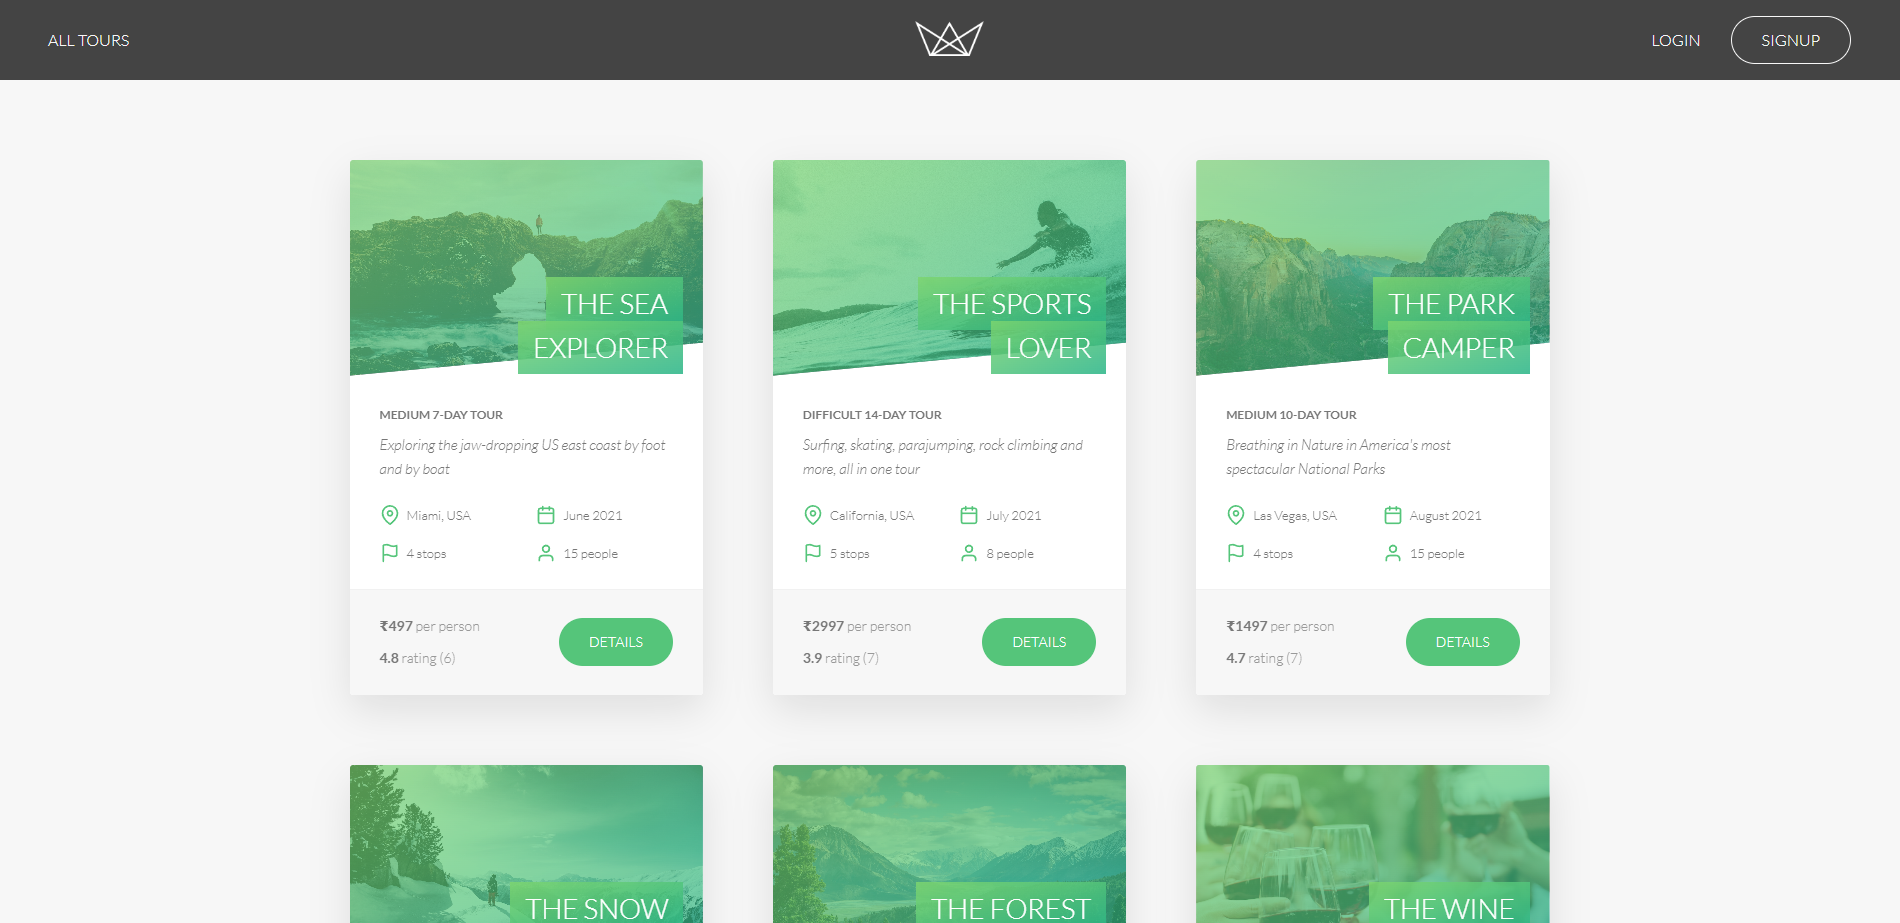 ALL TOURS
LOGIN
SIGNUP
THE SEA
EXPLORER
MEDIUM 7-DAY TOUR
Exploring the jaw-dropping US east coast by foot
and by boat
Miami, USA
June 2021
4 stops
15 people
₹497 per person
4.8 rating (6)
DETAILS
THE SPORTS
LOVER
DIFFICULT 14-DAY TOUR
Surfing, skating, parajumping, rock climbing and
more, all in one tour
California, USA
July 2021
5 stops
8 people
₹2997 per person
3.9 rating (7)
DETAILS
THE PARK
CAMPER
MEDIUM 10-DAY TOUR
Breathing in Nature in America's most
spectacular National Parks
Las Vegas, USA
August 2021
4 stops
15 people
₹1497 per person
4.7 rating (7)
DETAILS
THE SNOW
THE FOREST
THE WINE